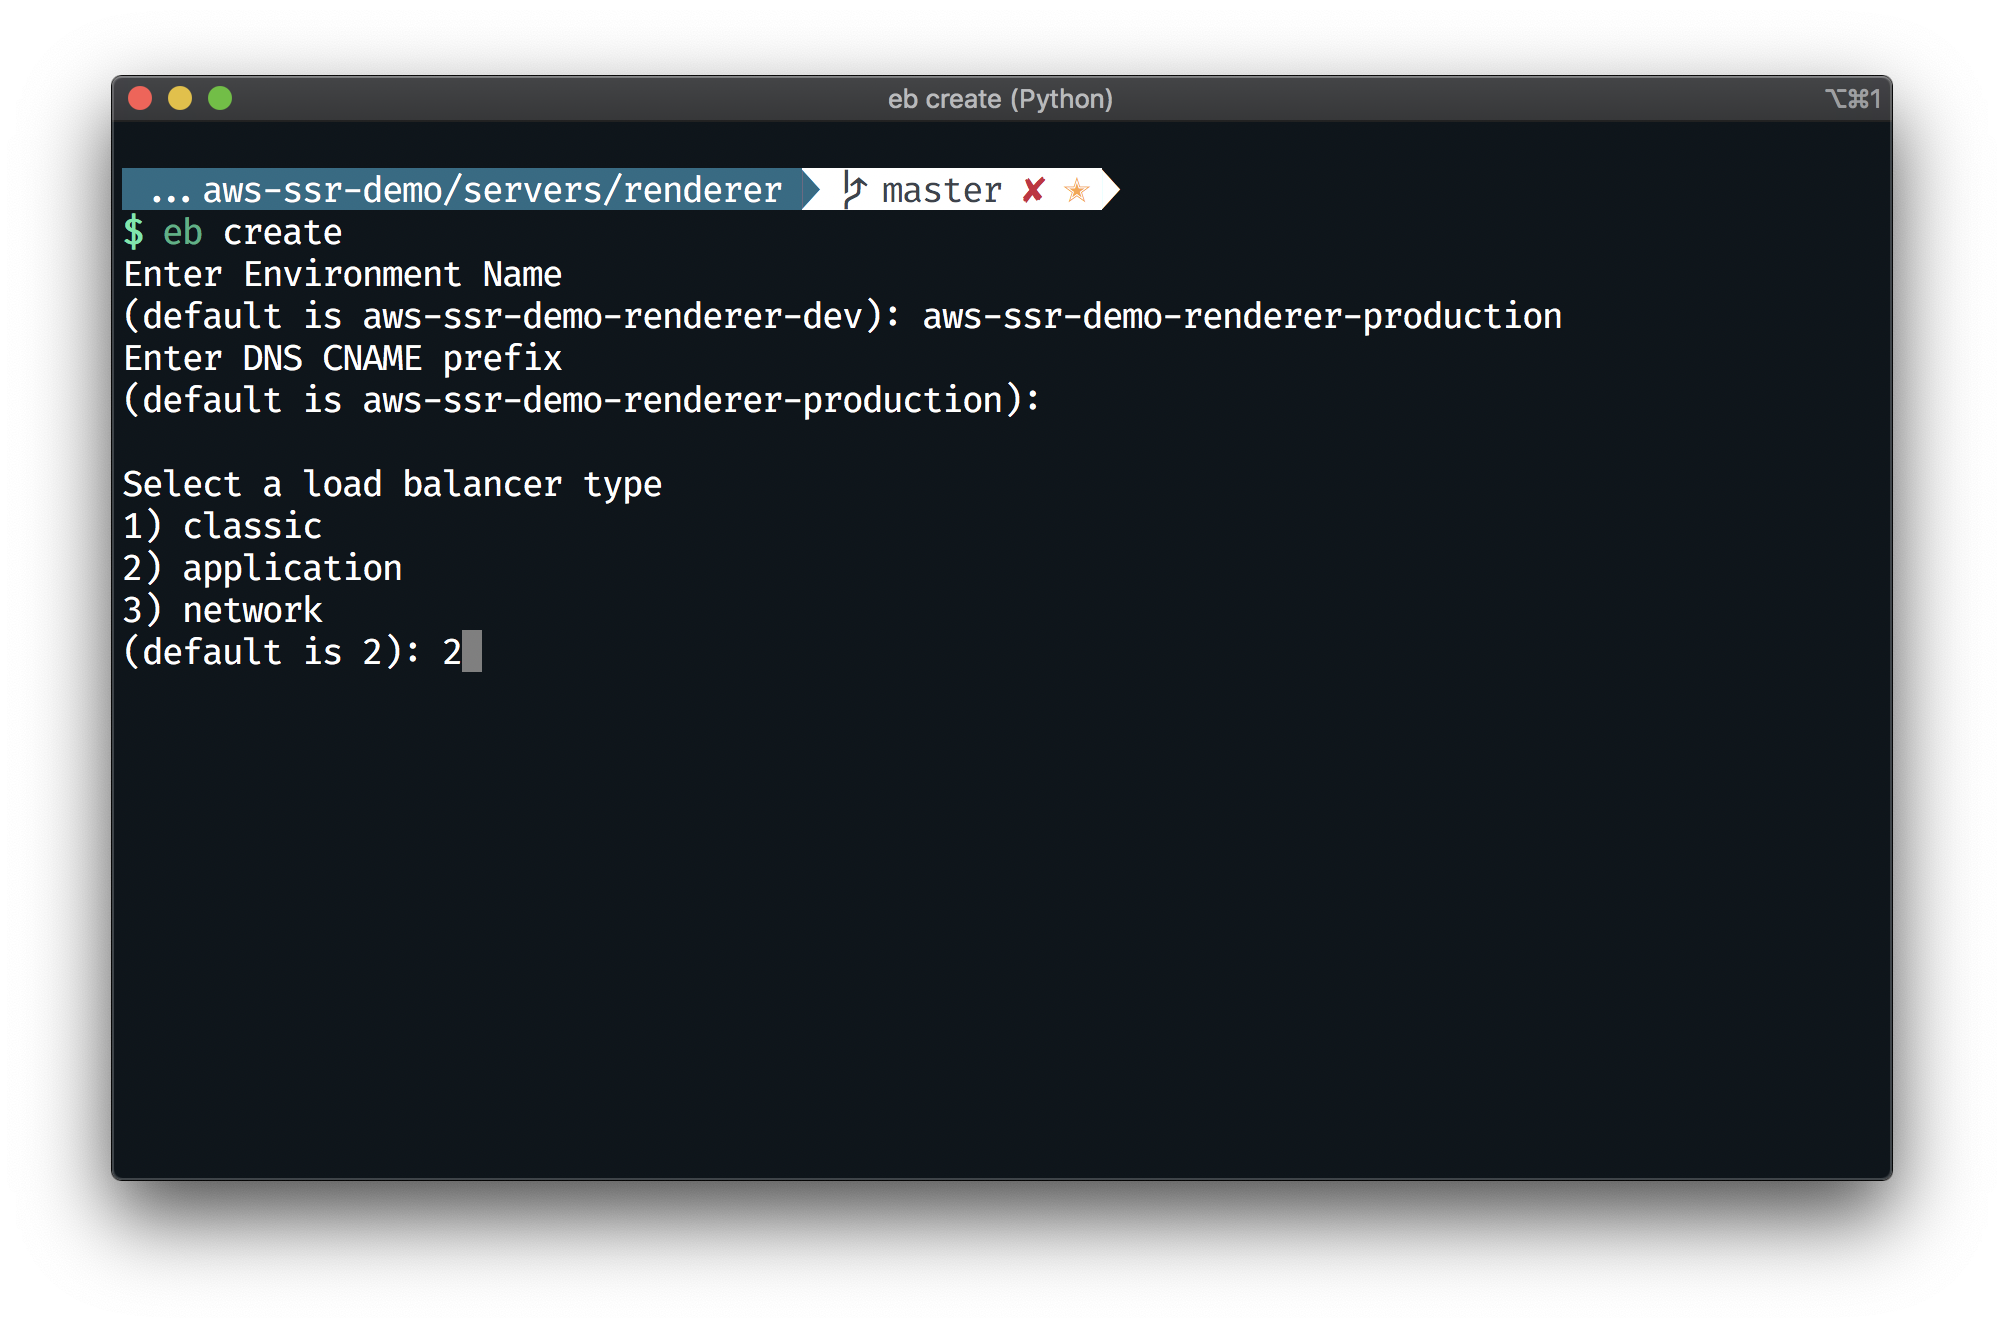 eb create (Python)
⌥⌘1
...aws-ssr-demo/servers/renderer master ✘ ✭
$ eb create
Enter Environment Name
(default is aws-ssr-demo-renderer-dev): aws-ssr-demo-renderer-production
Enter DNS CNAME prefix
(default is aws-ssr-demo-renderer-production):
Select a load balancer type
1) classic
2) application
3) network
(default is 2): 2